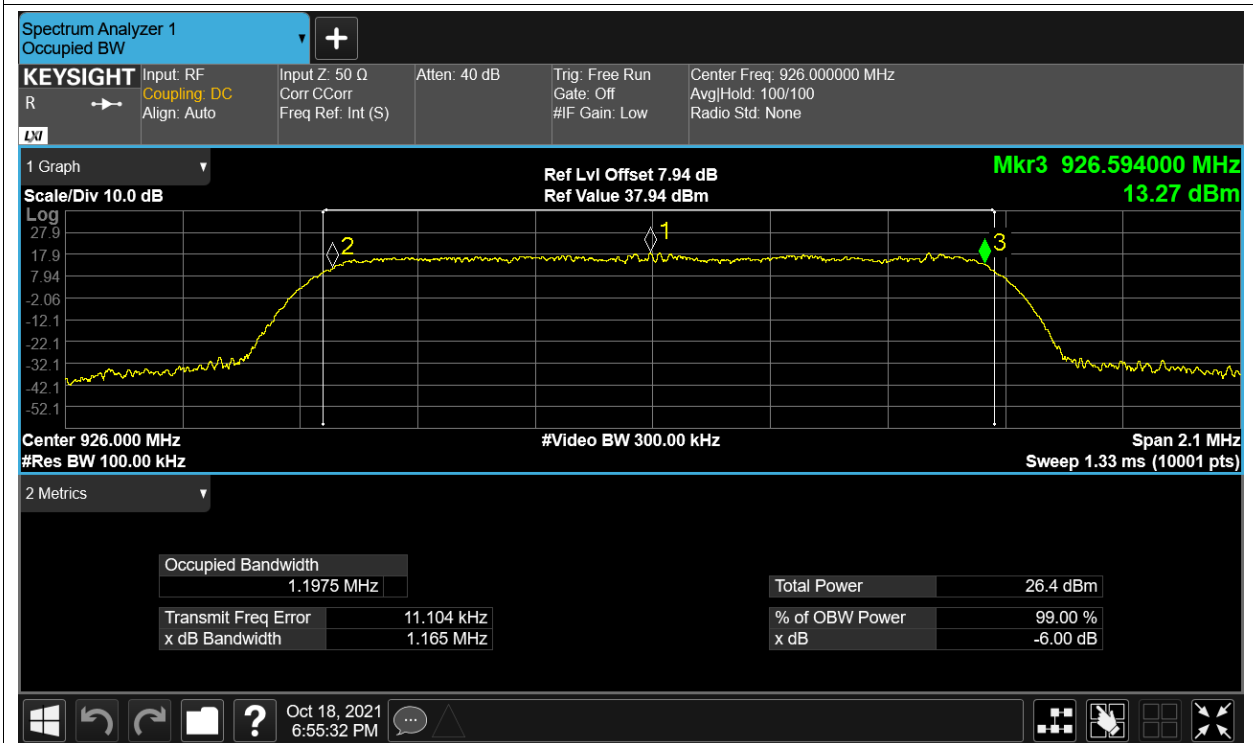 Spectrum Analyzer 1
Occupied BW
KEYSIGHT
R
LXI
Input: RF
Coupling: DC
Align: Auto
Input Z: 50 Ω
Corr CCorr
Freq Ref: Int (S)
Atten: 40 dB
Trig: Free Run
Gate: Off
#IF Gain: Low
Center Freq: 926.000000 MHz
Avg|Hold: 100/100
Radio Std: None
1 Graph
Scale/Div 10.0 dB
Ref Lvl Offset 7.94 dB
Ref Value 37.94 dBm
Mkr3 926.594000 MHz
13.27 dBm
Log
27.9
17.9
7.94
-2.06
-12.1
-22.1
-32.1
-42.1
-52.1
2
1
3
Center 926.000 MHz
#Res BW 100.00 kHz
#Video BW 300.00 kHz
Span 2.1 MHz
Sweep 1.33 ms (10001 pts)
2 Metrics
Occupied Bandwidth
1.1975 MHz
Transmit Freq Error 11.104 kHz
x dB Bandwidth 1.165 MHz
Total Power 26.4 dBm
% of OBW Power 99.00 %
x dB -6.00 dB
?
Oct 18, 2021
6:55:32 PM